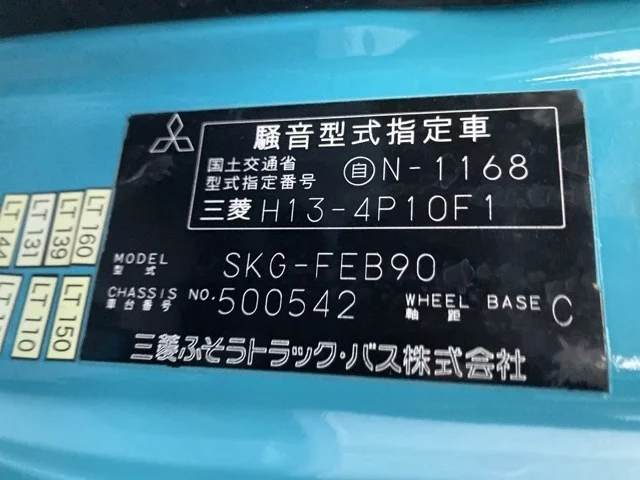 騒音型式指定車
国土交通省
型式指定番号 自 N-1168
三菱 H13-4P10F1
MODEL
型式 SKG-FEB90
CHASSIS NO.
車台番号 500542 WHEEL BASE
軸距 C
三菱ふそうトラック・バス株式会社
LT 144
LT 131
LT 139
LT 160
LT 110
LT 150